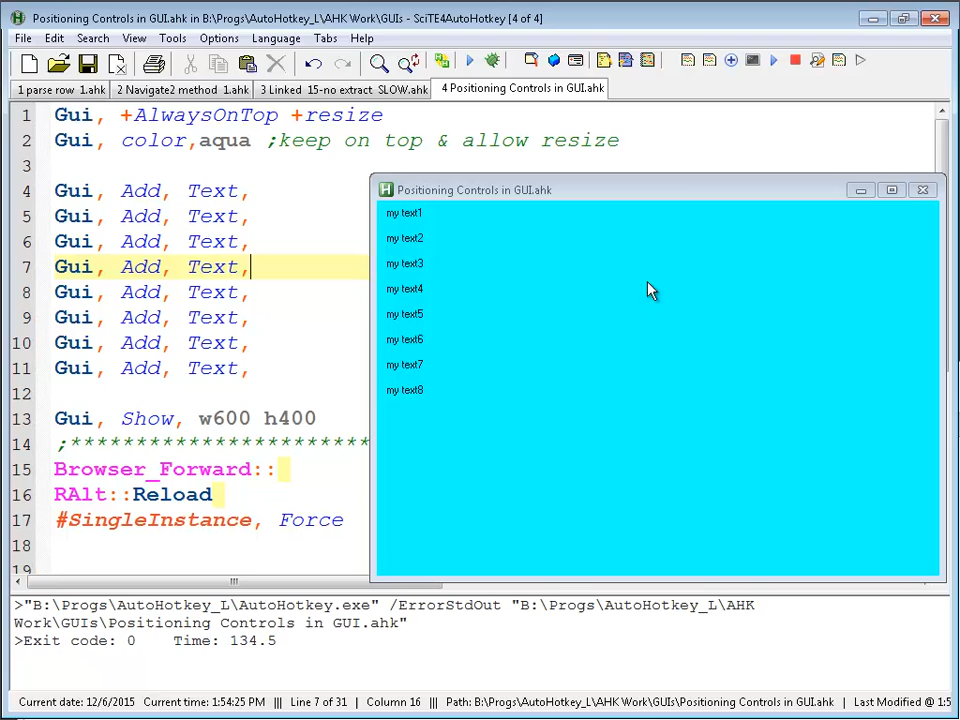 Positioning Controls in GUI.ahk in B:\Progs\AutoHotkey_L\AHK Work\GUIs - SciTE4AutoHotkey [4 of 4]
File Edit Search View Tools Options Language Tabs Help
1 parse row 1.ahk 2 Navigate2 method 1.ahk 3 Linked 15-no extract SLOW.ahk 4 Positioning Controls in GUI.ahk
1 Gui, +AlwaysOnTop +resize
2 Gui, color,aqua ;keep on top & allow resize
3
4 Gui, Add, Text,
5 Gui, Add, Text,
6 Gui, Add, Text,
7 Gui, Add, Text,
8 Gui, Add, Text,
9 Gui, Add, Text,
10 Gui, Add, Text,
11 Gui, Add, Text,
12
13 Gui, Show, w600 h400
14 ;************************
15 Browser_Forward::
16 RAlt::Reload
17 #SingleInstance, Force
18
19
Positioning Controls in GUI.ahk
my text1
my text2
my text3
my text4
my text5
my text6
my text7
my text8
>"B:\Progs\AutoHotkey_L\AutoHotkey.exe" /ErrorStdOut "B:\Progs\AutoHotkey_L\AHK
Work\GUIs\Positioning Controls in GUI.ahk"
>Exit code: 0 Time: 134.5
Current date: 12/6/2015 Current time: 1:54:25 PM ||| Line 7 of 31 ||| Column 16 ||| Path: B:\Progs\AutoHotkey_L\AHK Work\GUIs\Positioning Controls in GUI.ahk ||| Last Modified @ 1:5